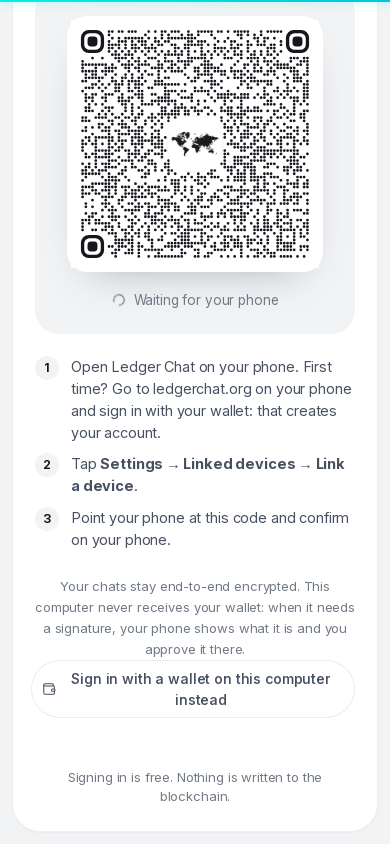 Waiting for your phone
1 Open Ledger Chat on your phone. First
time? Go to ledgerchat.org on your phone
and sign in with your wallet: that creates
your account.
2 Tap Settings → Linked devices → Link
a device.
3 Point your phone at this code and confirm
on your phone.
Your chats stay end-to-end encrypted. This
computer never receives your wallet: when it needs
a signature, your phone shows what it is and you
approve it there.
Sign in with a wallet on this computer
instead
Signing in is free. Nothing is written to the
blockchain.